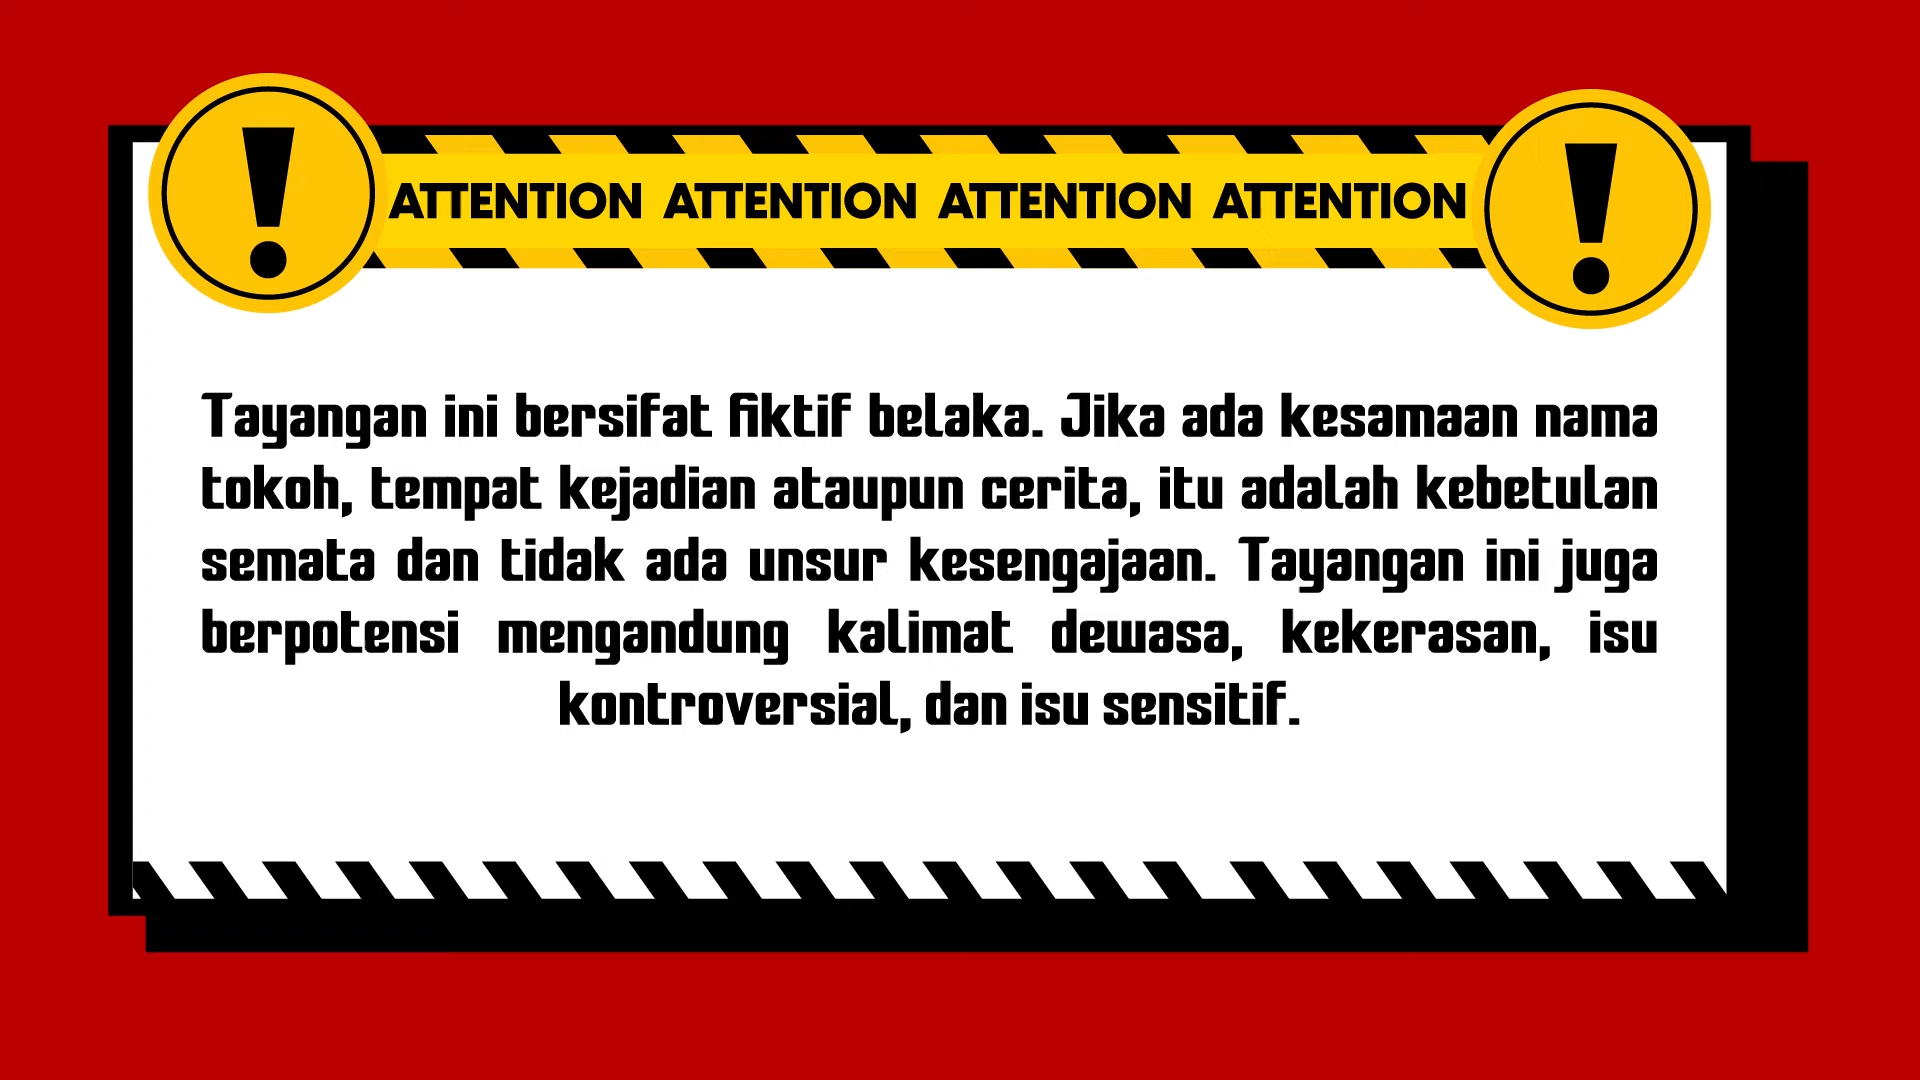 ATTENTION ATTENTION ATTENTION ATTENTION
Tayangan ini bersifat fiktif belaka. Jika ada kesamaan nama
tokoh, tempat kejadian ataupun cerita, itu adalah kebetulan
semata dan tidak ada unsur kesengajaan. Tayangan ini juga
berpotensi mengandung kalimat dewasa, kekerasan, isu
kontroversial, dan isu sensitif.